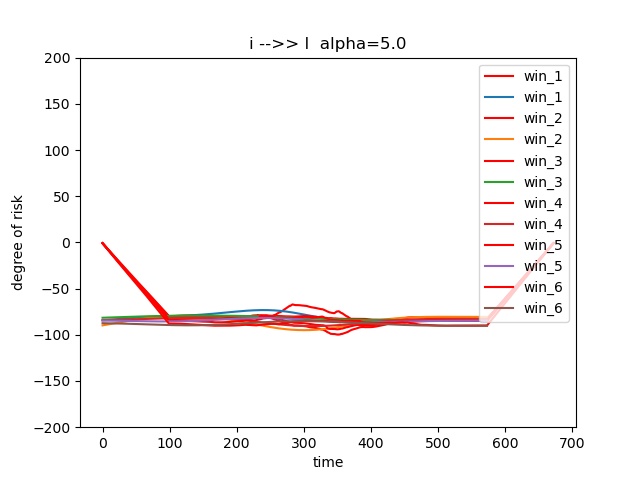 i -->> l  alpha=5.0
200
150
100
50
0
−50
−100
−150
−200
degree of risk
0
100
200
300
400
500
600
700
time
win_1
win_1
win_2
win_2
win_3
win_3
win_4
win_4
win_5
win_5
win_6
win_6